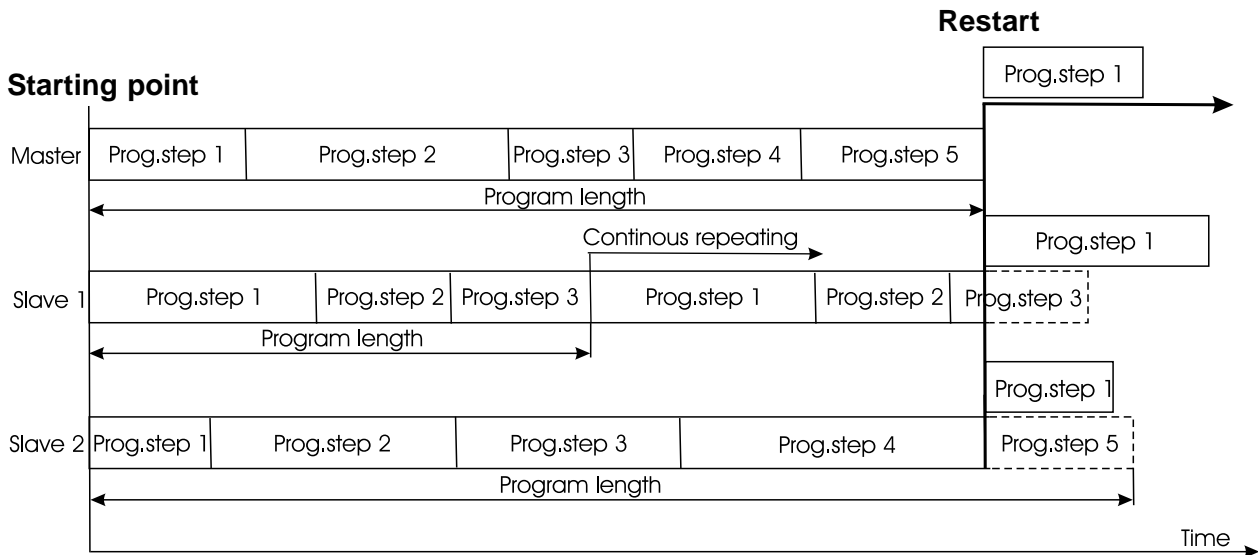 Restart
Prog.step 1
Starting point
Master Prog.step 1 Prog.step 2 Prog.step 3 Prog.step 4 Prog.step 5
Program length
Continous repeating
Prog.step 1
Slave 1 Prog.step 1 Prog.step 2 Prog.step 3 Prog.step 1 Prog.step 2 Prog.step 3
Program length
Prog.step 1
Slave 2 Prog.step 1 Prog.step 2 Prog.step 3 Prog.step 4 Prog.step 5
Program length
Time